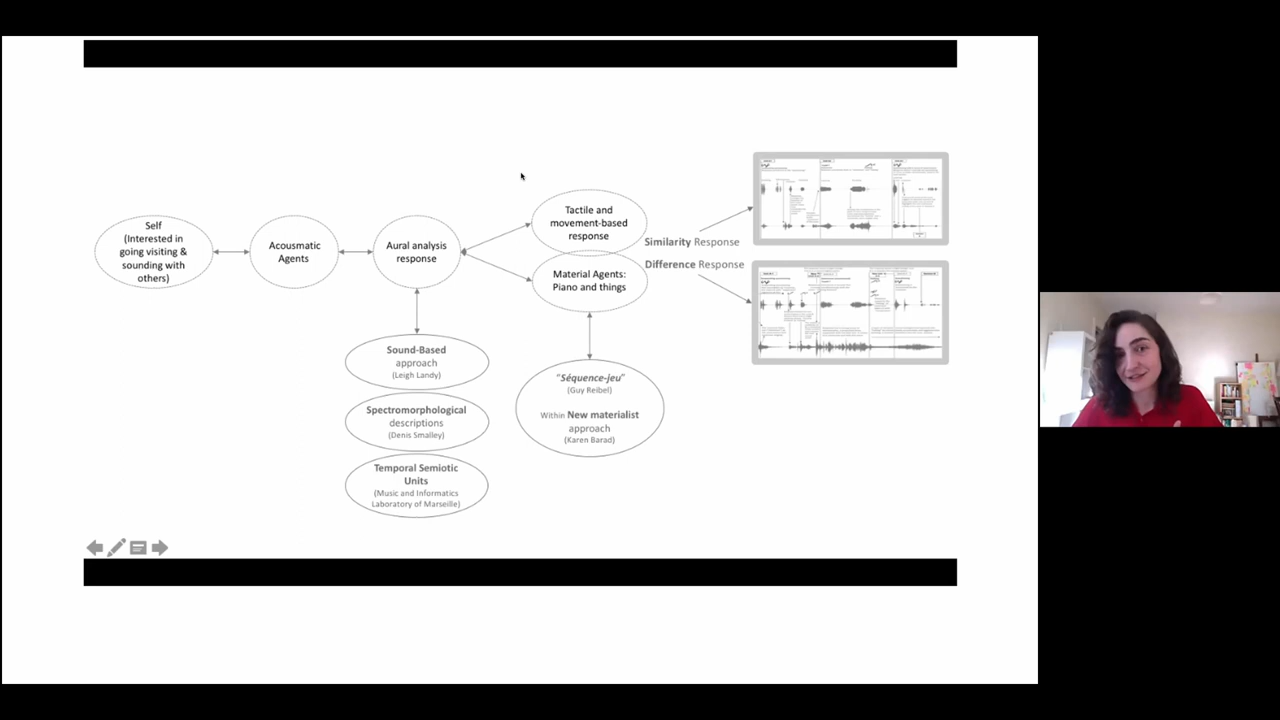 Self
(Interested in
going visiting &
sounding with
others)
Acousmatic
Agents
Aural analysis
response
Tactile and
movement-based
response
Material Agents:
Piano and things
Similarity Response
Difference Response
Sound-Based
approach
(Leigh Landy)
Spectromorphological
descriptions
(Denis Smalley)
Temporal Semiotic
Units
(Music and Informatics
Laboratory of Marseille)
"Séquence-jeu"
(Guy Reibel)
Within New materialist
approach
(Karen Barad)